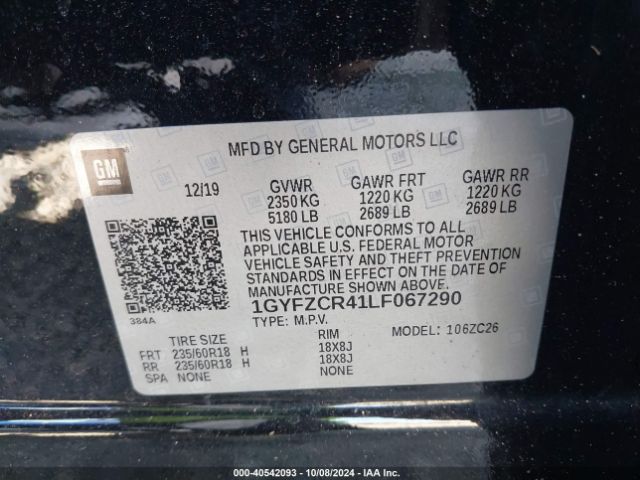 GM
MFD BY GENERAL MOTORS LLC
12/19 GVWR GAWR FRT GAWR RR
2350 KG 1220 KG 1220 KG
5180 LB 2689 LB 2689 LB
THIS VEHICLE CONFORMS TO ALL
APPLICABLE U.S. FEDERAL MOTOR
VEHICLE SAFETY AND THEFT PREVENTION
STANDARDS IN EFFECT ON THE DATE OF
MANUFACTURE SHOWN ABOVE.
1GYFZCR41LF067290
384A
TYPE: M.P.V. MODEL: 106ZC26
TIRE SIZE RIM
FRT 235/60R18 H 18X8J
RR 235/60R18 H 18X8J
SPA NONE NONE
000-40542093 - 10/08/2024 - IAA Inc.